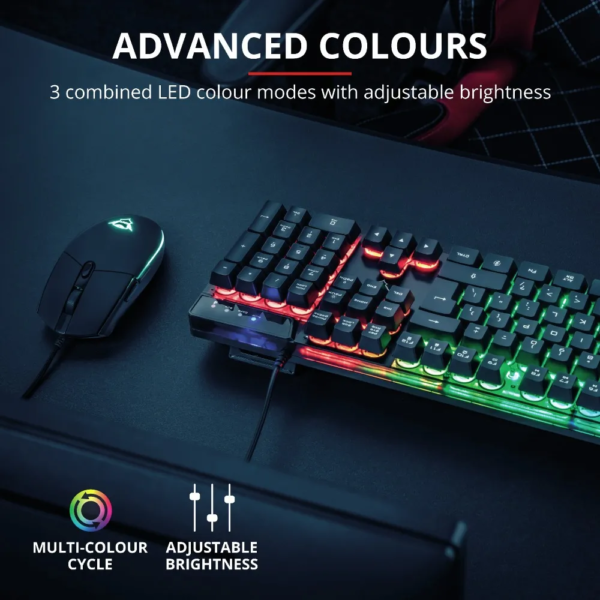 ADVANCED COLOURS
3 combined LED colour modes with adjustable brightness
MULTI-COLOUR
CYCLE
ADJUSTABLE
BRIGHTNESS